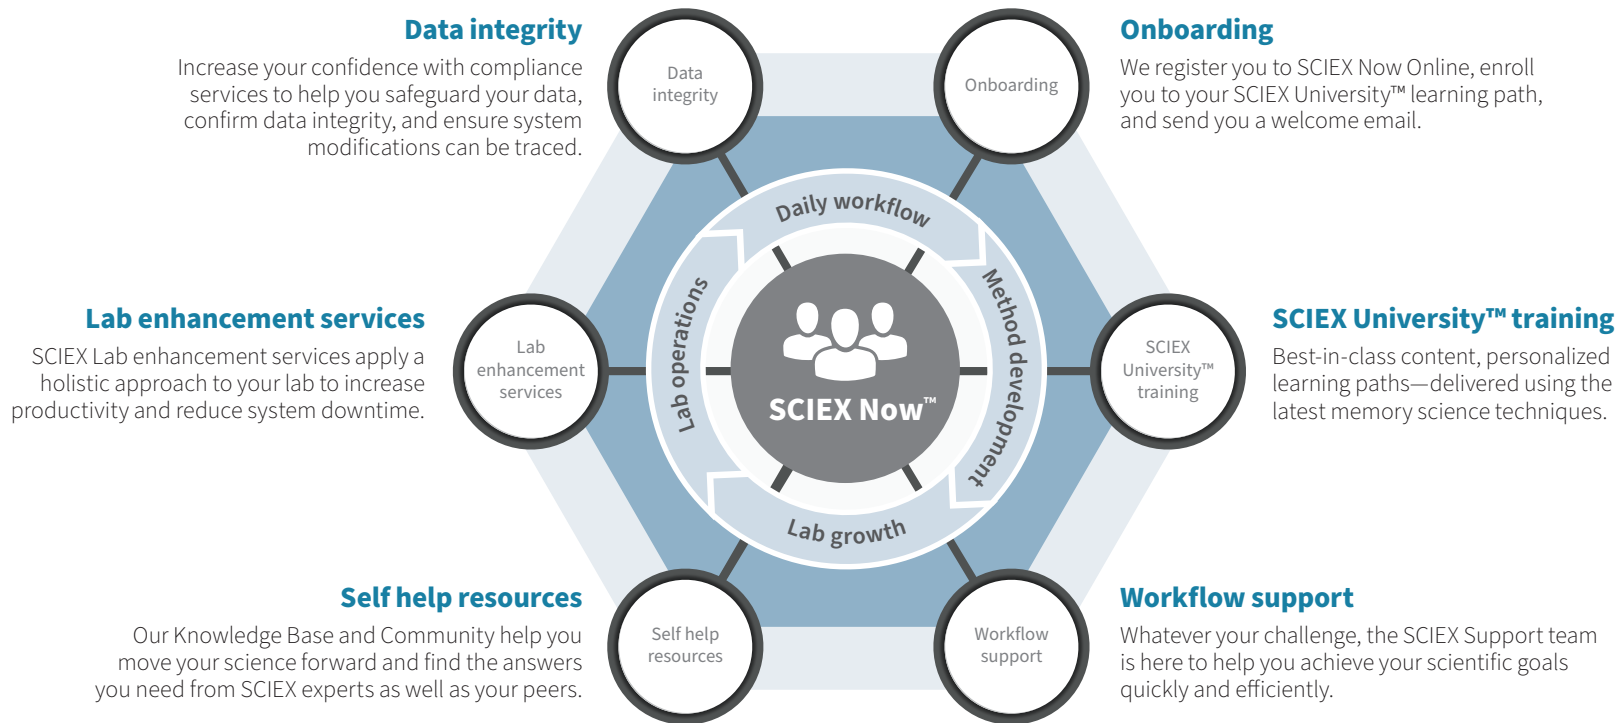 Data integrity
Increase your confidence with compliance
services to help you safeguard your data,
confirm data integrity, and ensure system
modifications can be traced.
Data
integrity
Onboarding
Onboarding
We register you to SCIEX Now Online, enroll
you to your SCIEX University™ learning path,
and send you a welcome email.
Daily workflow
Method development
Lab growth
Lab operations
SCIEX Now™
Lab enhancement services
SCIEX Lab enhancement services apply a
holistic approach to your lab to increase
productivity and reduce system downtime.
Lab
enhancement
services
SCIEX
University™
training
SCIEX University™ training
Best-in-class content, personalized
learning paths—delivered using the
latest memory science techniques.
Self help resources
Our Knowledge Base and Community help you
move your science forward and find the answers
you need from SCIEX experts as well as your peers.
Self help
resources
Workflow
support
Workflow support
Whatever your challenge, the SCIEX Support team
is here to help you achieve your scientific goals
quickly and efficiently.